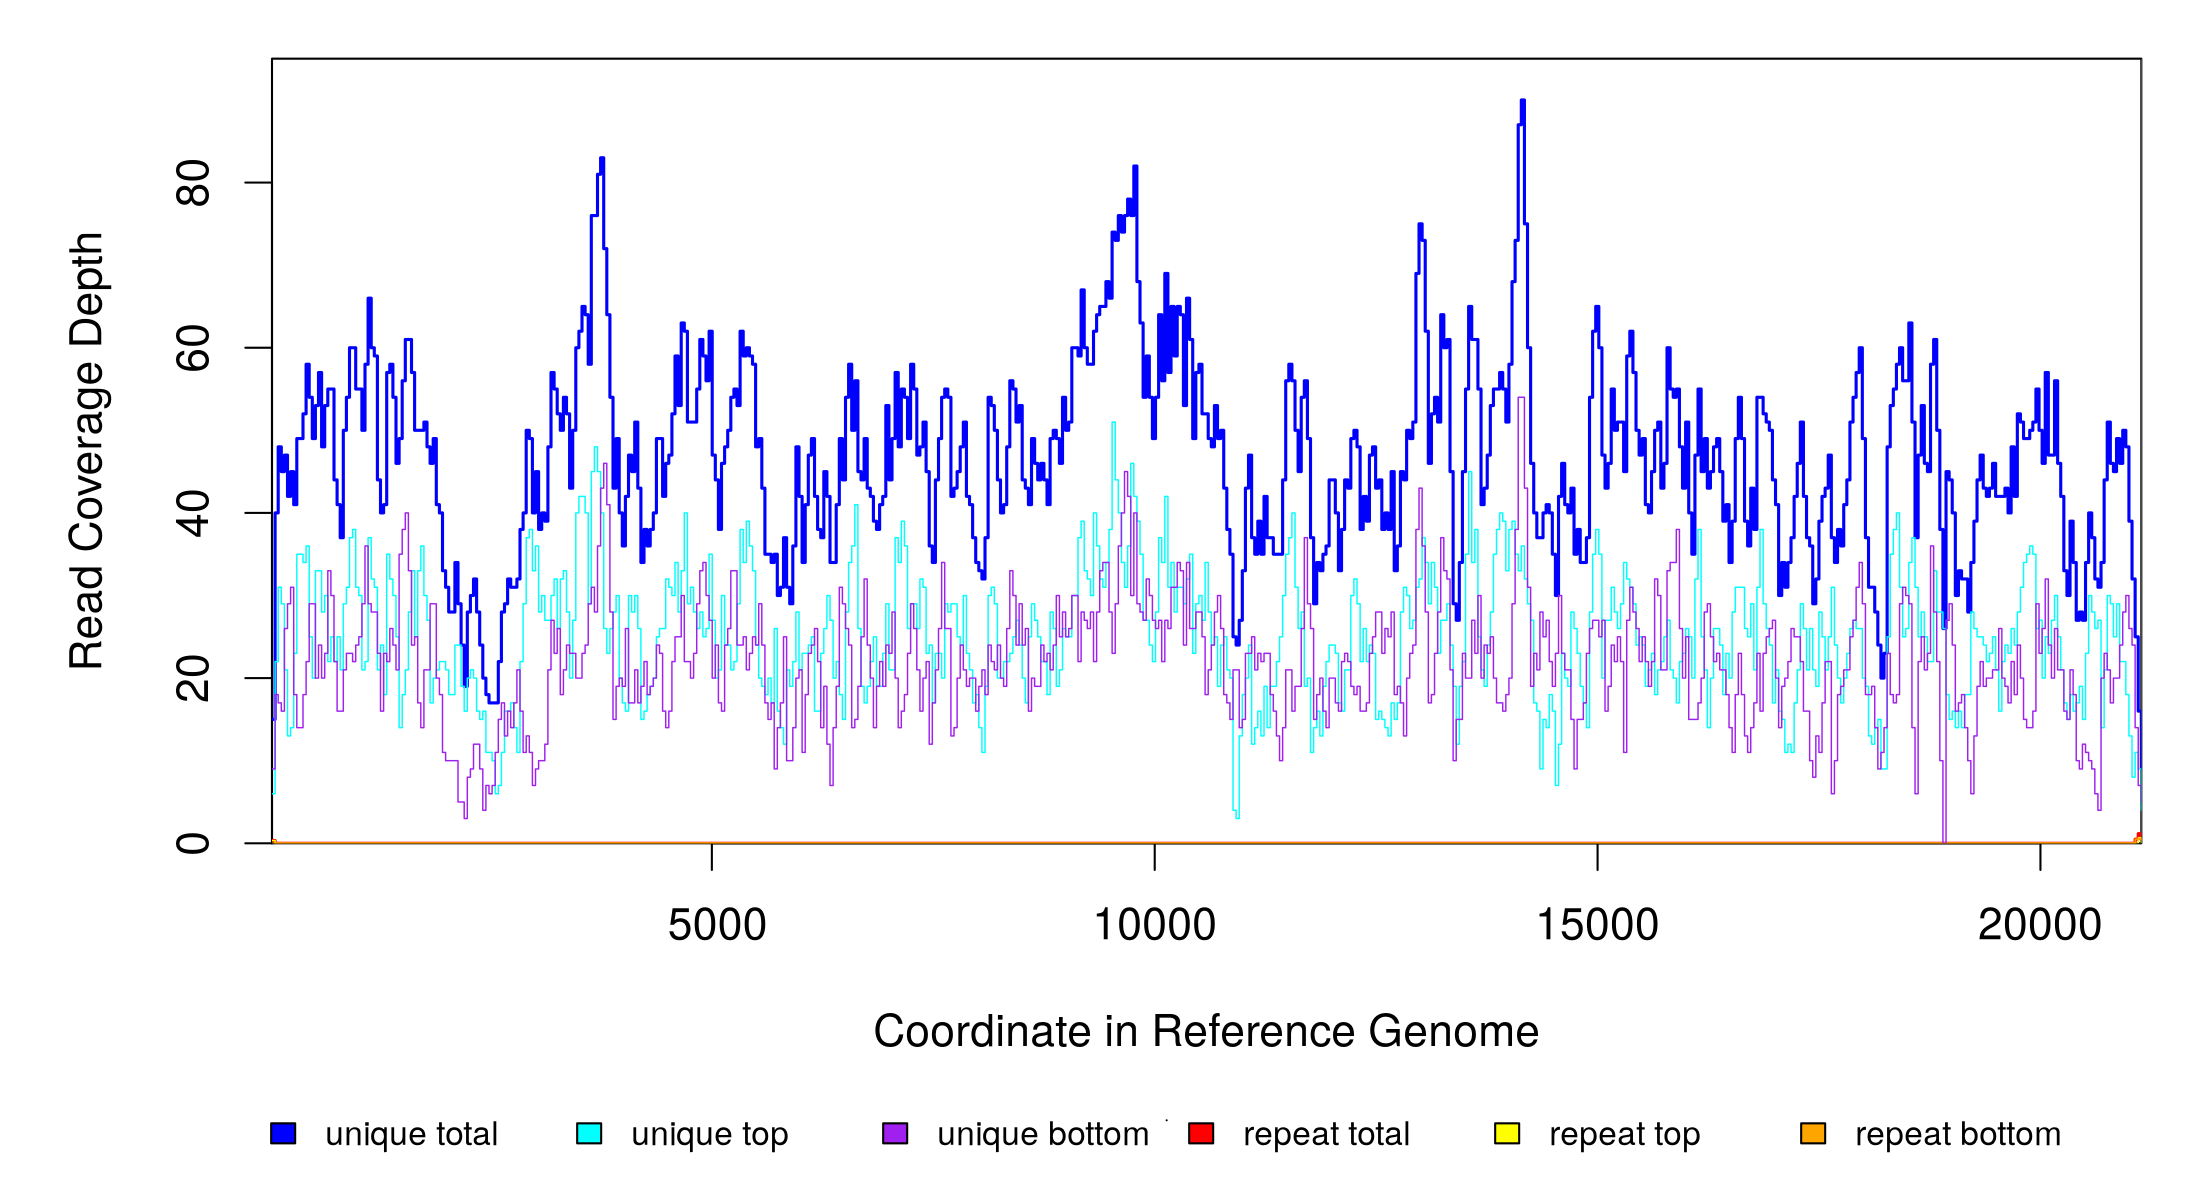 Read Coverage Depth
80
60
40
20
0
5000 10000 15000 20000
Coordinate in Reference Genome
unique total unique top unique bottom repeat total repeat top repeat bottom